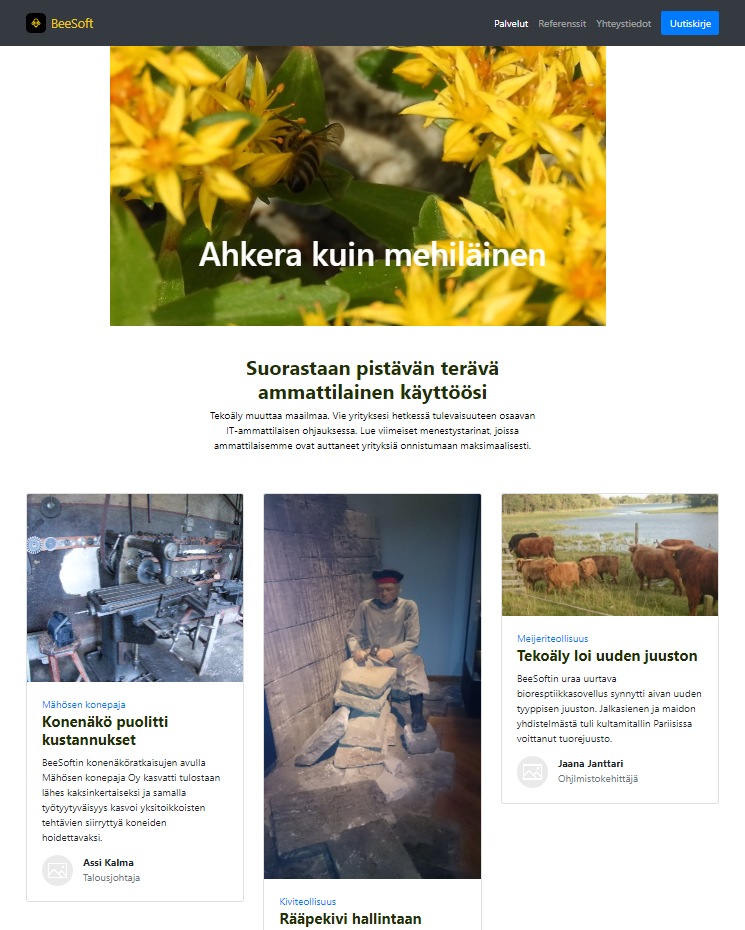 BeeSoft
Palvelut
Referenssit
Yhteystiedot
Uutiskirje
Ahkera kuin mehiläinen
Suorastaan pistävän terävä
ammattilainen käyttöösi
Tekoäly muuttaa maailmaa. Vie yrityksesi hetkessä tulevaisuuteen osaavan
IT-ammattilaisen ohjauksessa. Lue viimeiset menestystarinat, joissa
ammattilaisemme ovat auttaneet yrityksiä onnistumaan maksimaalisesti.
Mähösen konepaja
Konenäkö puolitti
kustannukset
BeeSoftin konenäköratkaisujen avulla
Mähösen konepaja Oy kasvatti tulostaan
lähes kaksinkertaiseksi ja samalla
työtyytyväisyys kasvoi yksitoikkoisten
tehtävien siirryttyä koneiden
hoidettavaksi.
Assi Kalma
Talousjohtaja
Kiviteollisuus
Rääpekivi hallintaan
Meijeriteollisuus
Tekoäly loi uuden juuston
BeeSoftin uraa uurtava
bioresptiikkasovellus synnytti aivan uuden
tyyppisen juuston. Jalkasienen ja maidon
yhdistelmästä tuli kultamitallin Pariisissa
voittanut tuorejuusto.
Jaana Janttari
Ohjlmistokehittäjä